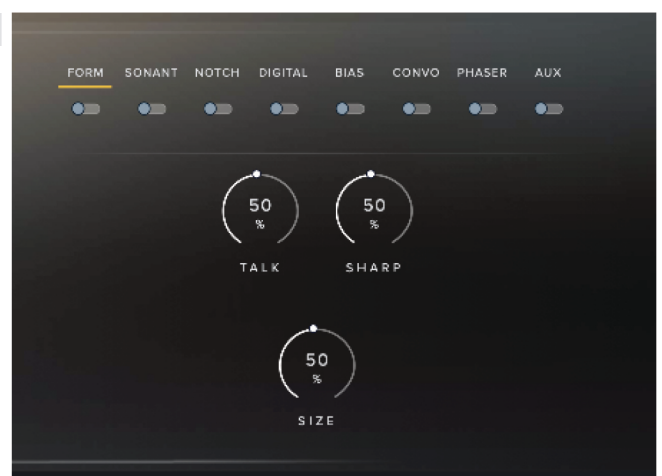 FORM SONANT NOTCH DIGITAL BIAS CONVO PHASER AUX
50 50
% %
TALK SHARP
50
%
SIZE